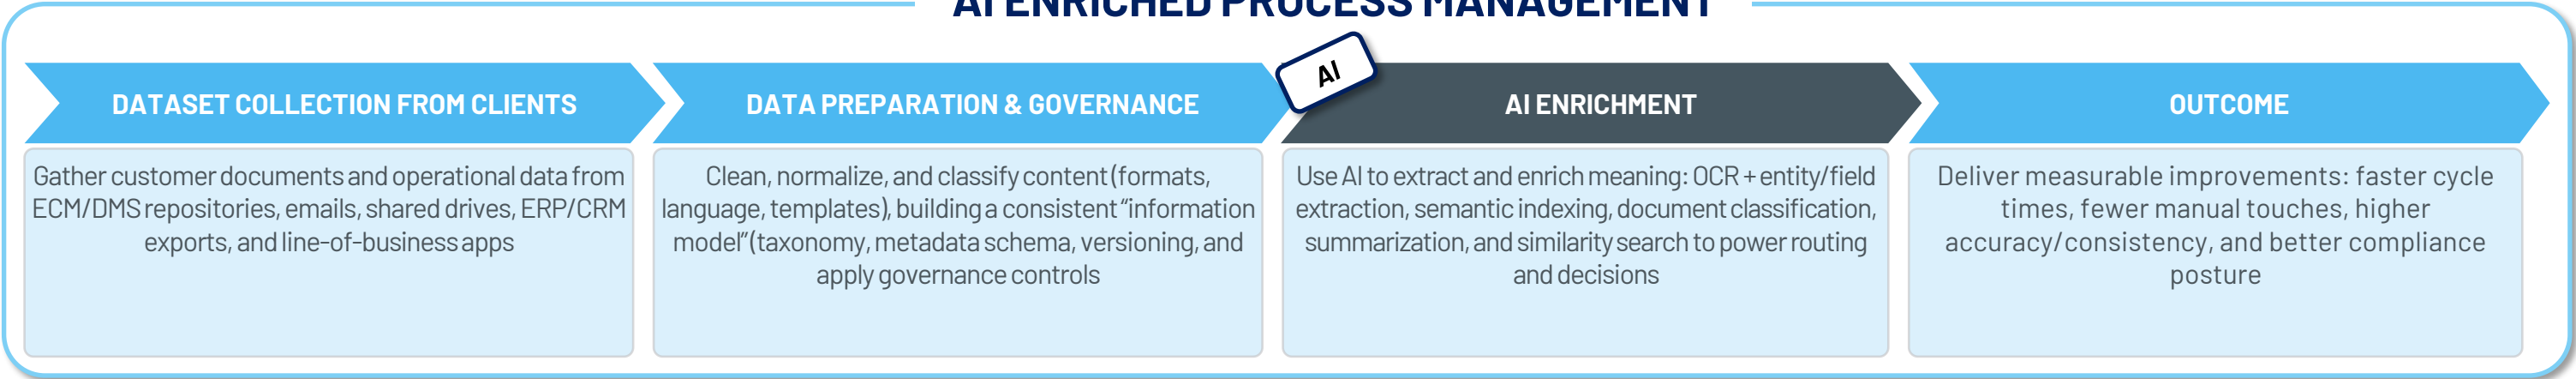 AI ENRICHED PROCESS MANAGEMENT
AI
DATASET COLLECTION FROM CLIENTS
Gather customer documents and operational data from
ECM/DMS repositories, emails, shared drives, ERP/CRM
exports, and line-of-business apps
DATA PREPARATION & GOVERNANCE
Clean, normalize, and classify content (formats,
language, templates), building a consistent “information
model” (taxonomy, metadata schema, versioning, and
apply governance controls
AI ENRICHMENT
Use AI to extract and enrich meaning: OCR + entity/field
extraction, semantic indexing, document classification,
summarization, and similarity search to power routing
and decisions
OUTCOME
Deliver measurable improvements: faster cycle
times, fewer manual touches, higher
accuracy/consistency, and better compliance
posture